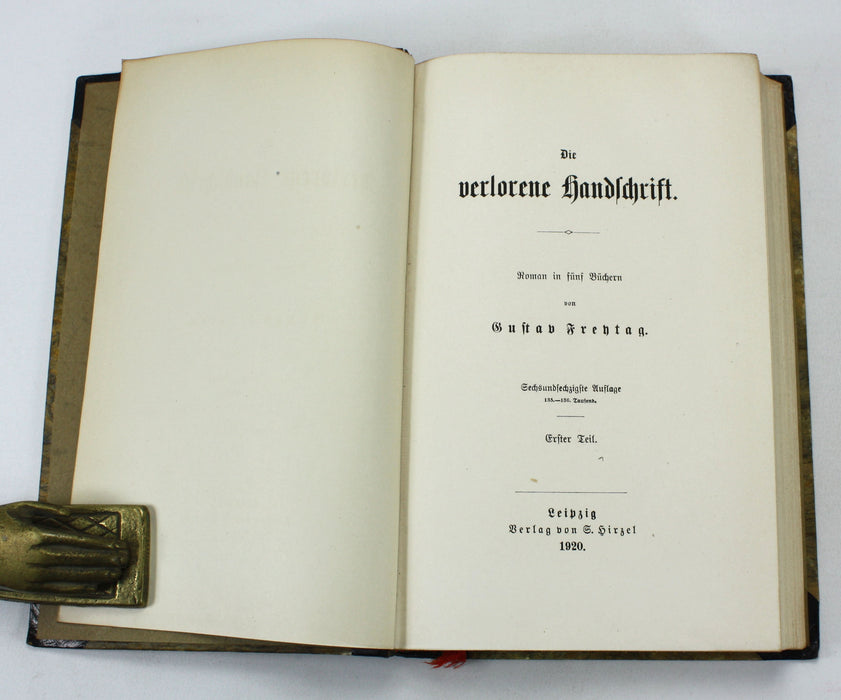 Die
verlorene Handſchrift.
Roman in fünf Büchern
von
Guſtav Freytag.
Sechsundſechzigſte Auflage
135.—136. Tauſend.
Erſter Teil.
Leipzig
Verlag von S. Hirzel
1920.